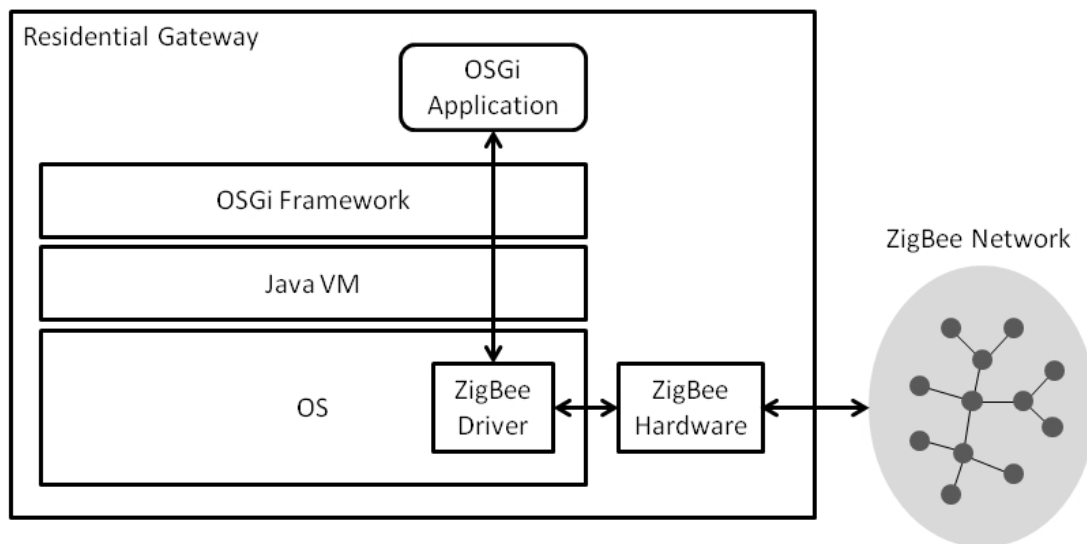 Residential Gateway
OSGi
Application
OSGi Framework
Java VM
OS
ZigBee
Driver
ZigBee
Hardware
ZigBee Network